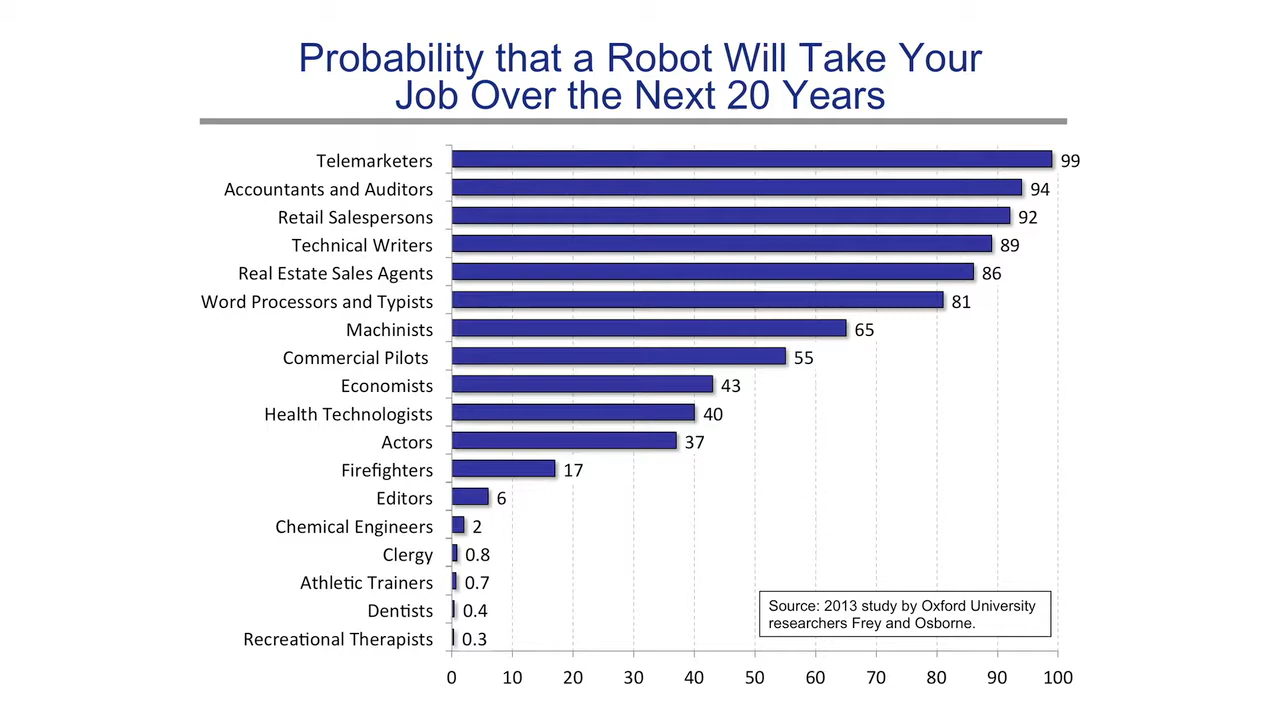 Probability that a Robot Will Take Your
Job Over the Next 20 Years
Telemarketers 99
Accountants and Auditors 94
Retail Salespersons 92
Technical Writers 89
Real Estate Sales Agents 86
Word Processors and Typists 81
Machinists 65
Commercial Pilots 55
Economists 43
Health Technologists 40
Actors 37
Firefighters 17
Editors 6
Chemical Engineers 2
Clergy 0.8
Athletic Trainers 0.7
Dentists 0.4
Recreational Therapists 0.3
Source: 2013 study by Oxford University
researchers Frey and Osborne.
0 10 20 30 40 50 60 70 80 90 100